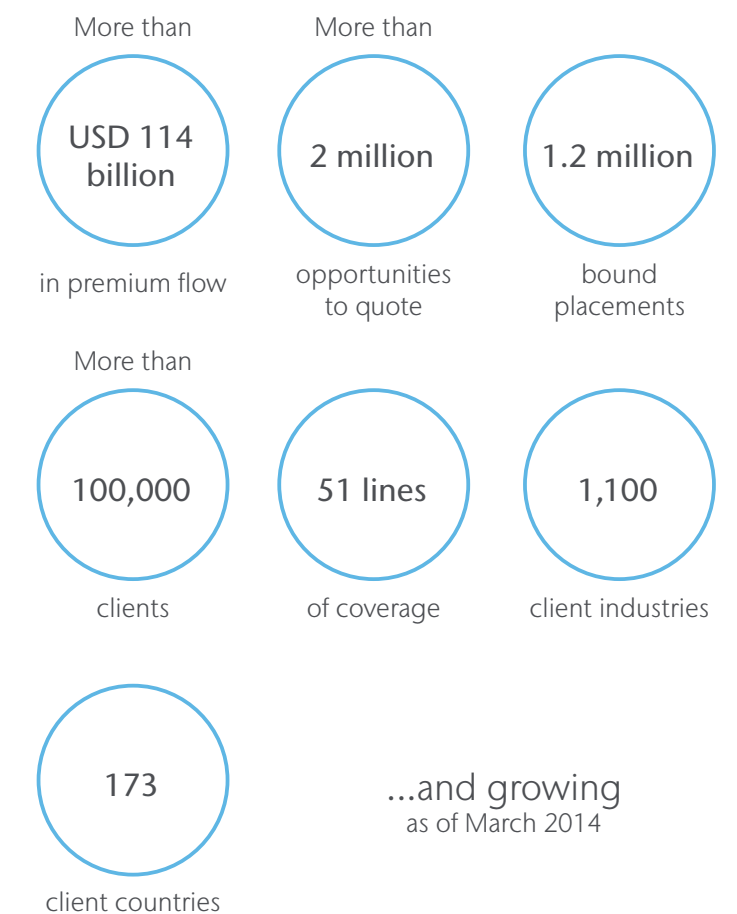 More than
USD 114
billion
in premium flow
More than
2 million
opportunities
to quote
1.2 million
bound
placements
More than
100,000
clients
51 lines
of coverage
1,100
client industries
173
client countries
...and growing
as of March 2014